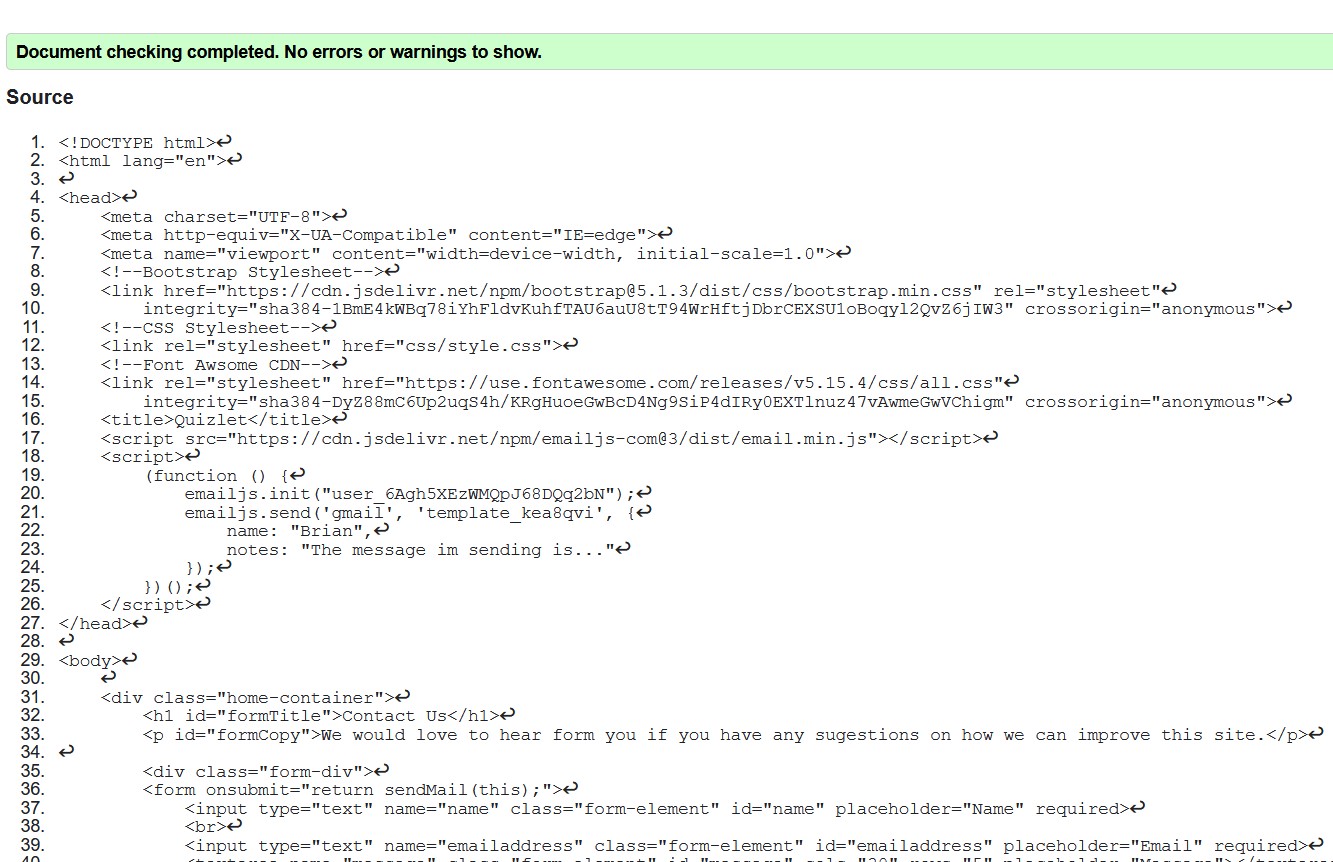 Document checking completed. No errors or warnings to show.
Source
1. <!DOCTYPE html>↩
2. <html lang="en">↩
3. ↩
4. <head>↩
5. <meta charset="UTF-8">↩
6. <meta http-equiv="X-UA-Compatible" content="IE=edge">↩
7. <meta name="viewport" content="width=device-width, initial-scale=1.0">↩
8. <!--Bootstrap Stylesheet-->↩
9. <link href="https://cdn.jsdelivr.net/npm/bootstrap@5.1.3/dist/css/bootstrap.min.css" rel="stylesheet"↩
10. integrity="sha384-1BmE4kWBq78iYhFldvKuhfTAU6auU8tT94WrHftjDbrCEXSU1oBoqyl2QvZ6jIW3" crossorigin="anonymous">↩
11. <!--CSS Stylesheet-->↩
12. <link rel="stylesheet" href="css/style.css">↩
13. <!--Font Awsome CDN-->↩
14. <link rel="stylesheet" href="https://use.fontawesome.com/releases/v5.15.4/css/all.css"↩
15. integrity="sha384-DyZ88mC6Up2uqS4h/KRgHuoeGwBcD4Ng9SiP4dIRy0EXTlnuz47vAwmeGwVChigm" crossorigin="anonymous">↩
16. <title>Quizlet</title>↩
17. <script src="https://cdn.jsdelivr.net/npm/emailjs-com@3/dist/email.min.js"></script>↩
18. <script>↩
19. (function () {↩
20. emailjs.init("user_6Agh5XEzWMQpJ68DQq2bN");↩
21. emailjs.send('gmail', 'template_kea8qvi', {↩
22. name: "Brian",↩
23. notes: "The message im sending is..."↩
24. });↩
25. })();↩
26. </script>↩
27. </head>↩
28. ↩
29. <body>↩
30. ↩
31. <div class="home-container">↩
32. <h1 id="formTitle">Contact Us</h1>↩
33. <p id="formCopy">We would love to hear form you if you have any sugestions on how we can improve this site.</p>↩
34. ↩
35. <div class="form-div">↩
36. <form onsubmit="return sendMail(this);">↩
37. <input type="text" name="name" class="form-element" id="name" placeholder="Name" required>↩
38. <br>↩
39. <input type="text" name="emailaddress" class="form-element" id="emailaddress" placeholder="Email" required>↩